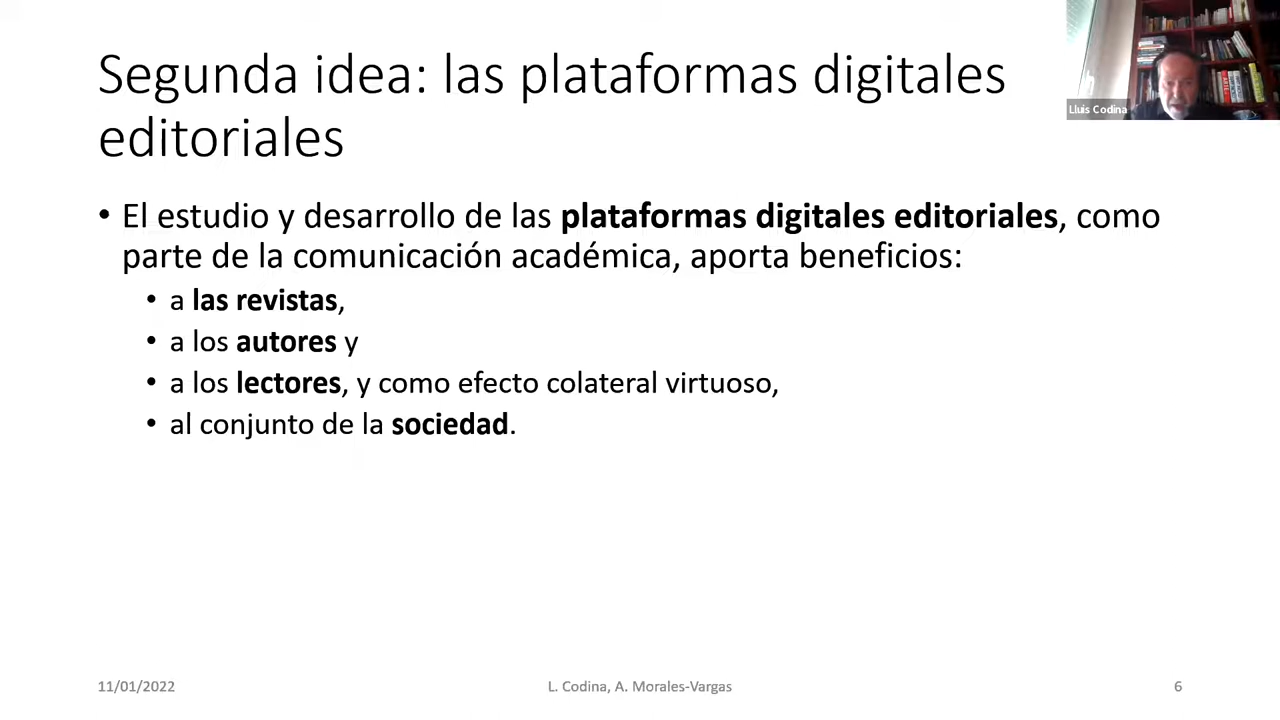 Segunda idea: las plataformas digitales
editoriales
Lluis Codina
• El estudio y desarrollo de las plataformas digitales editoriales, como
parte de la comunicación académica, aporta beneficios:
• a las revistas,
• a los autores y
• a los lectores, y como efecto colateral virtuoso,
• al conjunto de la sociedad.
11/01/2022
L. Codina, A. Morales-Vargas
6